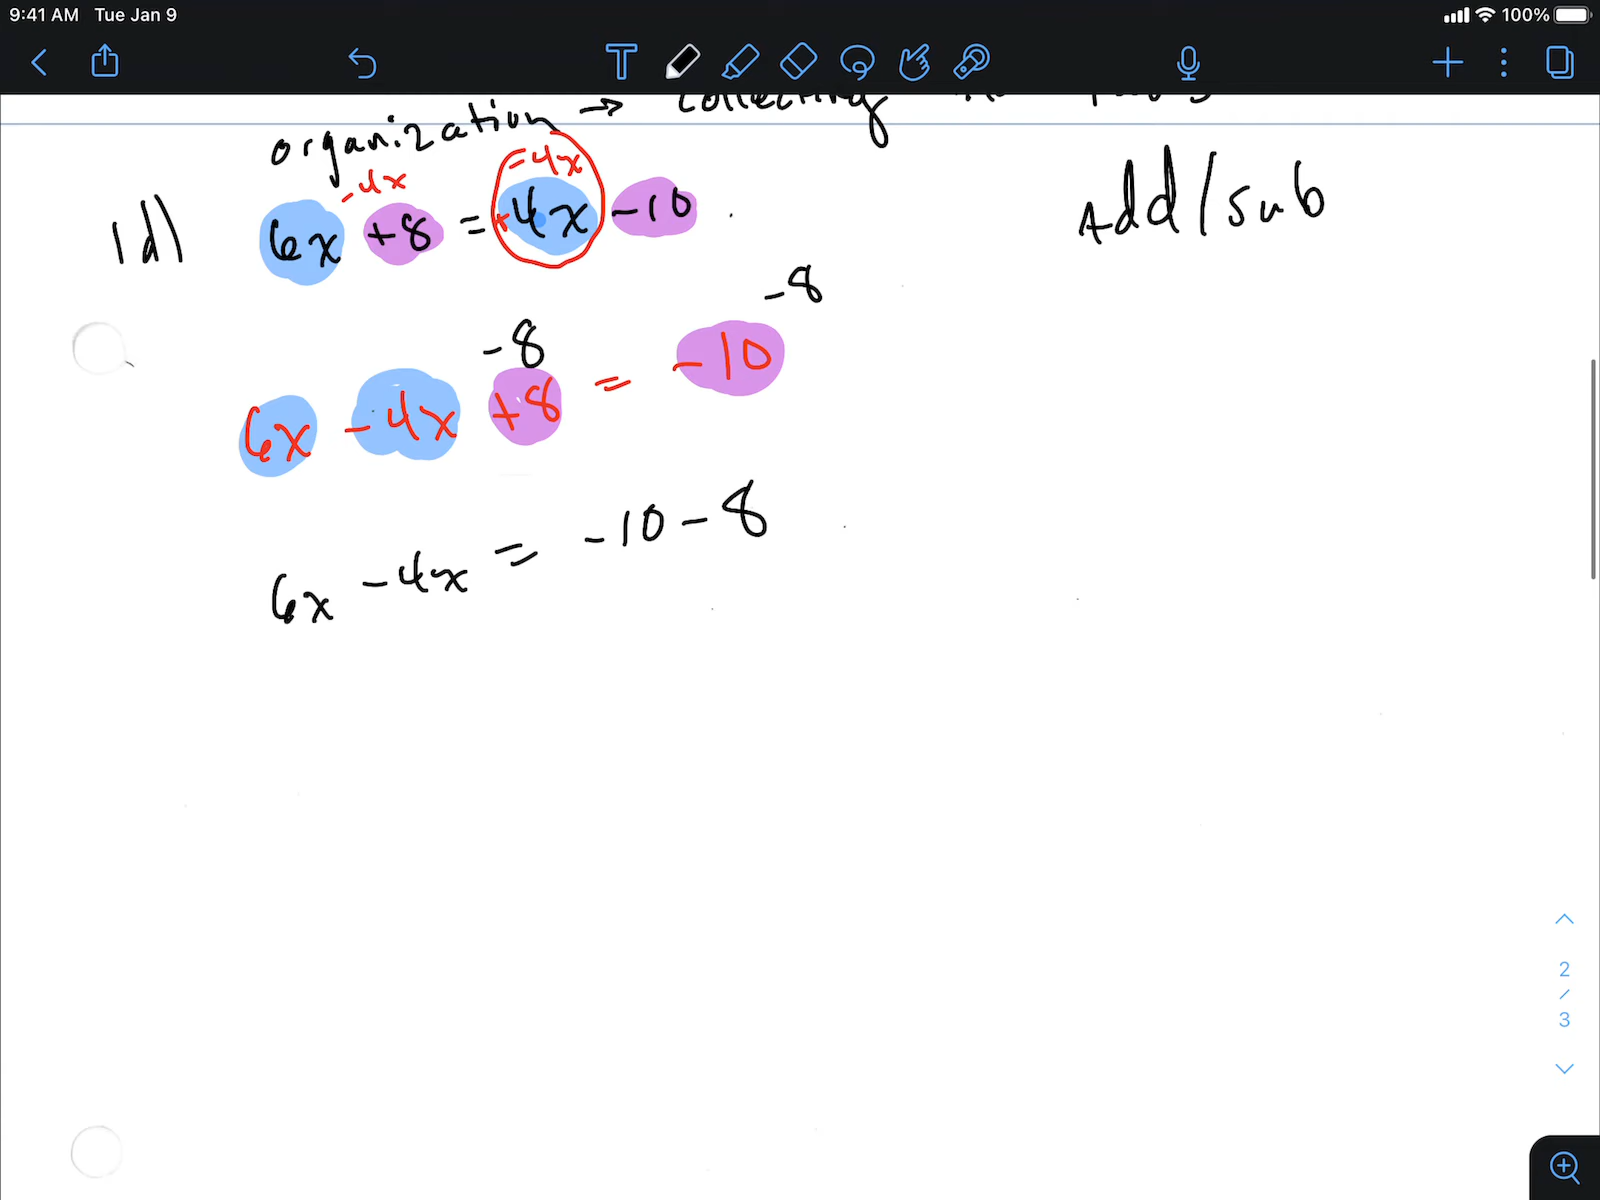 9:41 AM Tue Jan 9 100%
organization → collecting
Add/sub
-4x -4x
1d) 6x +8 = +4x -10
-8 -8
6x -4x +8 = -10
6x -4x = -10 -8
2
/
3